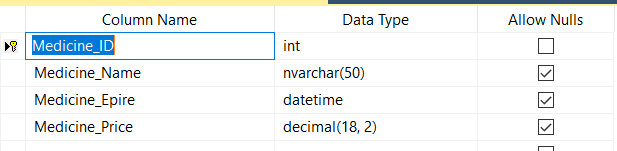 Column Name Data Type Allow Nulls
Medicine_ID int
Medicine_Name nvarchar(50)
Medicine_Epire datetime
Medicine_Price decimal(18, 2)